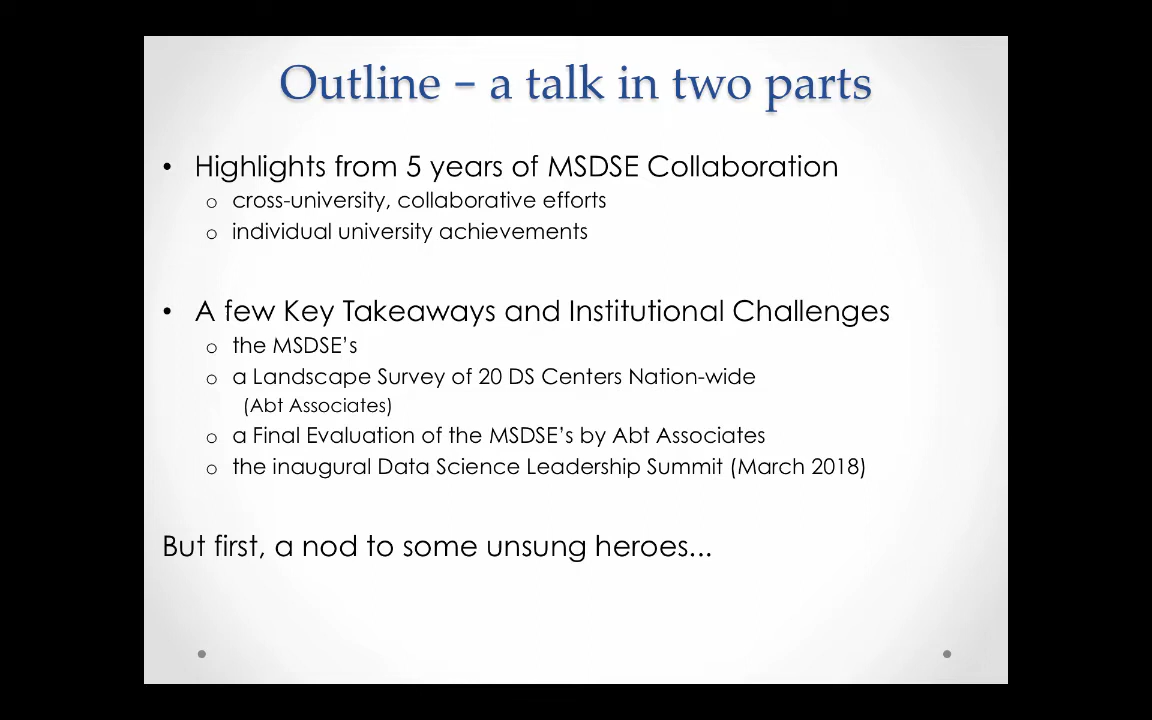 Outline – a talk in two parts
• Highlights from 5 years of MSDSE Collaboration
o cross-university, collaborative efforts
o individual university achievements
• A few Key Takeaways and Institutional Challenges
o the MSDSE’s
o a Landscape Survey of 20 DS Centers Nation-wide
(Abt Associates)
o a Final Evaluation of the MSDSE’s by Abt Associates
o the inaugural Data Science Leadership Summit (March 2018)
But first, a nod to some unsung heroes...